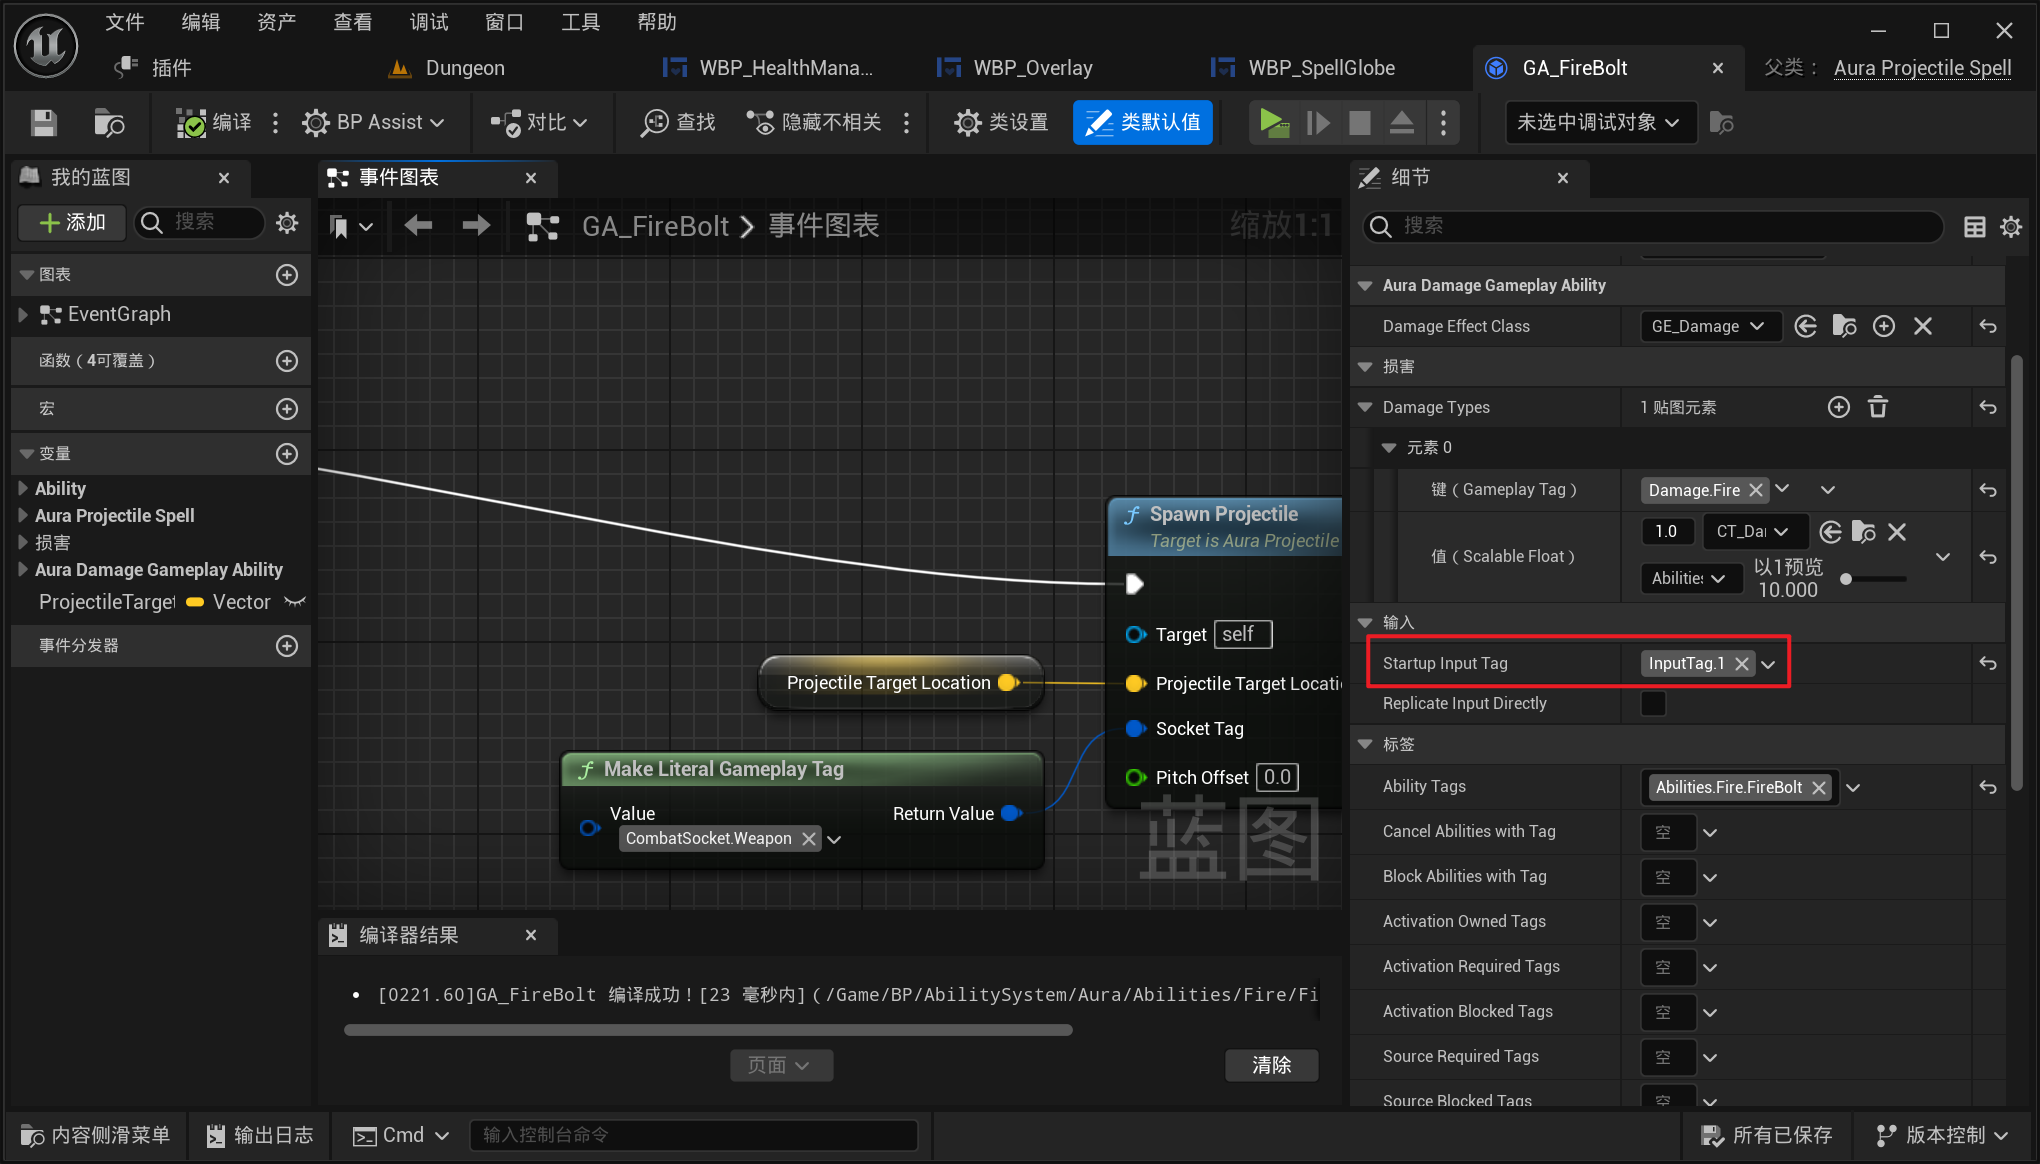 文件 编辑 资产 查看 调试 窗口 工具 帮助
插件 Dungeon WBP_HealthMana... WBP_Overlay WBP_SpellGlobe GA_FireBolt 父类： Aura Projectile Spell
编译 BP Assist 对比 查找 隐藏不相关 类设置 类默认值 未选中调试对象
我的蓝图
添加 搜索
图表
EventGraph
函数（4可覆盖）
宏
变量
Ability
Aura Projectile Spell
损害
Aura Damage Gameplay Ability
ProjectileTarget Vector
事件分发器
事件图表
GA_FireBolt 事件图表 缩放1:1
Spawn Projectile
Target is Aura Projectile
Target self
Projectile Target Location
Projectile Target Locati
Socket Tag
Pitch Offset 0.0
Make Literal Gameplay Tag
Value Return Value
CombatSocket.Weapon
蓝图
编译器结果
[0221.60]GA_FireBolt 编译成功！[23 毫秒内]（/Game/BP/AbilitySystem/Aura/Abilities/Fire/Fi
页面 清除
细节
搜索
Aura Damage Gameplay Ability
Damage Effect Class GE_Damage
损害
Damage Types 1 贴图元素
元素 0
键（Gameplay Tag） Damage.Fire
值（Scalable Float） 1.0 CT_Da
Abilities 以1预览
10.000
输入
Startup Input Tag InputTag.1
Replicate Input Directly
标签
Ability Tags Abilities.Fire.FireBolt
Cancel Abilities with Tag 空
Block Abilities with Tag 空
Activation Owned Tags 空
Activation Required Tags 空
Activation Blocked Tags 空
Source Required Tags 空
Source Blocked Tags 空
内容侧滑菜单 输出日志 Cmd 输入控制台命令 所有已保存 版本控制